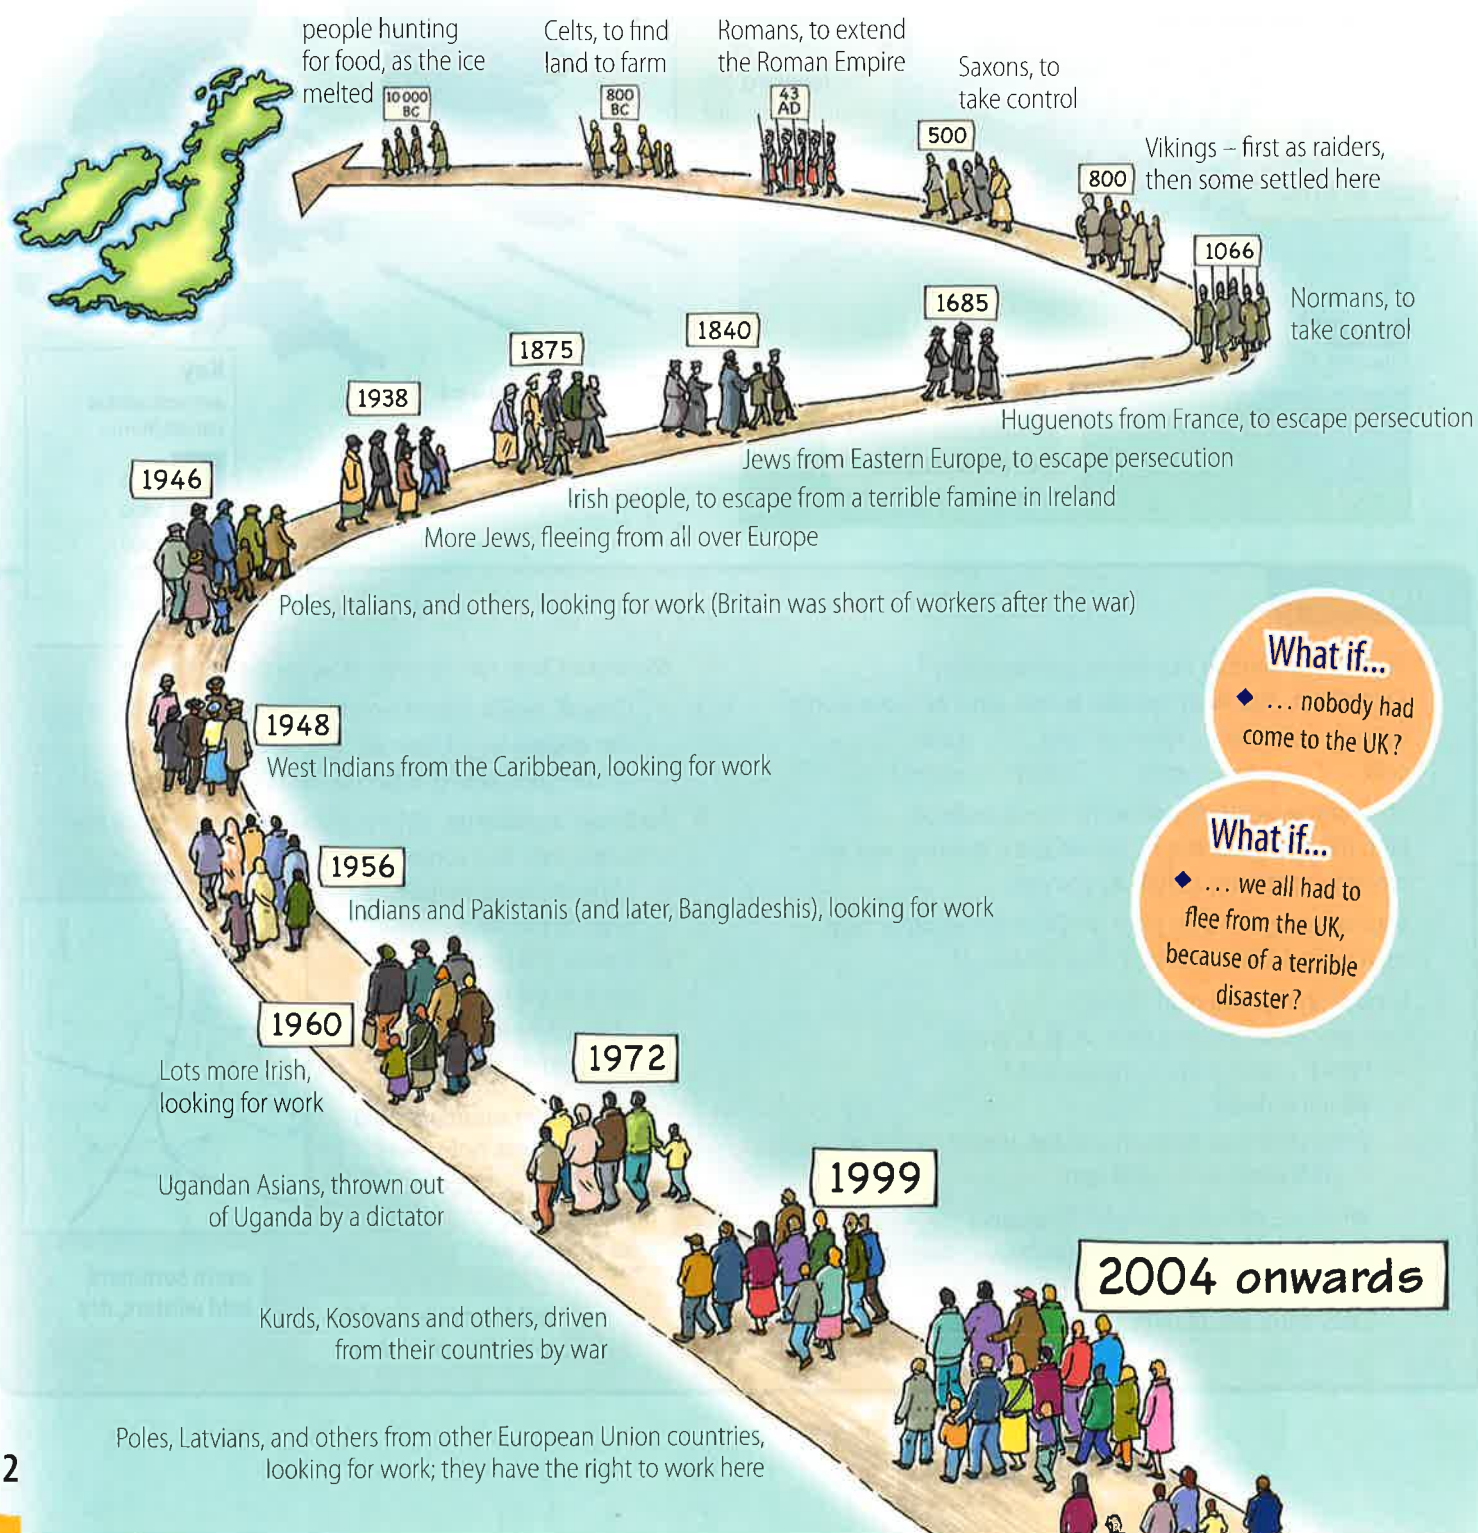 people hunting
for food, as the ice
melted
10 000
BC
Celts, to find
land to farm
800
BC
Romans, to extend
the Roman Empire
43
AD
Saxons, to
take control
500
Vikings – first as raiders,
then some settled here
800
1066
Normans, to
take control
1685
Huguenots from France, to escape persecution
1840
Jews from Eastern Europe, to escape persecution
1875
Irish people, to escape from a terrible famine in Ireland
1938
More Jews, fleeing from all over Europe
1946
Poles, Italians, and others, looking for work (Britain was short of workers after the war)
1948
West Indians from the Caribbean, looking for work
1956
Indians and Pakistanis (and later, Bangladeshis), looking for work
1960
Lots more Irish,
looking for work
1972
Ugandan Asians, thrown out
of Uganda by a dictator
1999
Kurds, Kosovans and others, driven
from their countries by war
2004 onwards
Poles, Latvians, and others from other European Union countries,
looking for work; they have the right to work here
What if...
◆ ... nobody had
come to the UK?
What if...
◆ ... we all had to
flee from the UK,
because of a terrible
disaster?
2